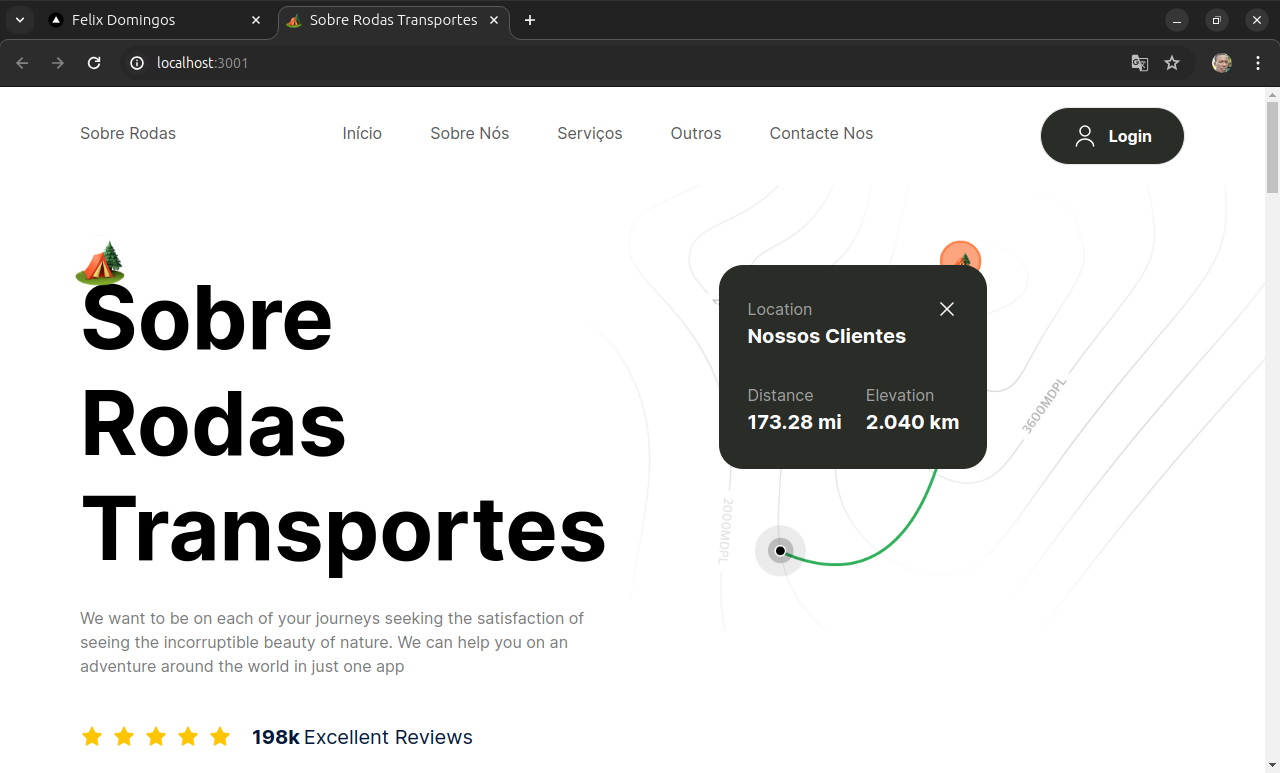 Felix Domingos
Sobre Rodas Transportes
localhost:3001
Sobre Rodas
Início
Sobre Nós
Serviços
Outros
Contacte Nos
Login
Sobre
Rodas
Transportes
We want to be on each of your journeys seeking the satisfaction of
seeing the incorruptible beauty of nature. We can help you on an
adventure around the world in just one app
198k Excellent Reviews
Location
Nossos Clientes
Distance
173.28 mi
Elevation
2.040 km
3600MDPL
2000MDPL